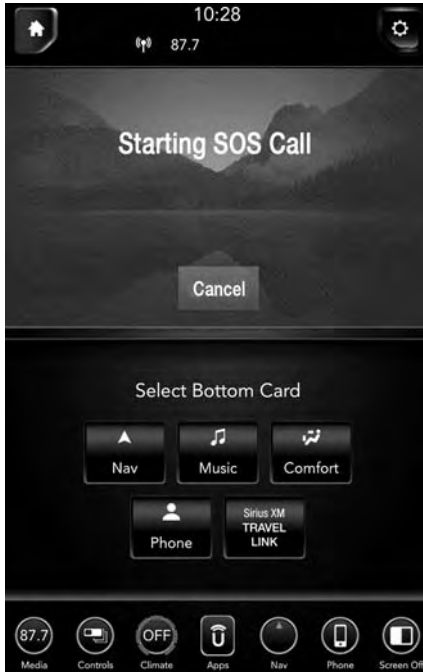 10:28
87.7
Starting SOS Call
Cancel
Select Bottom Card
Nav Music Comfort
Phone
Sirius XM
TRAVEL
LINK
87.7 OFF
Media Controls Climate Apps Nav Phone Screen Off